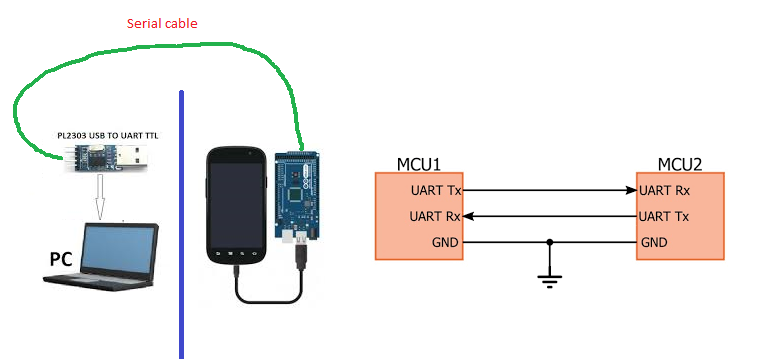 Serial cable
PL2303 USB TO UART TTL
PC
MCU1
UART Tx
UART Rx
GND
MCU2
UART Rx
UART Tx
GND